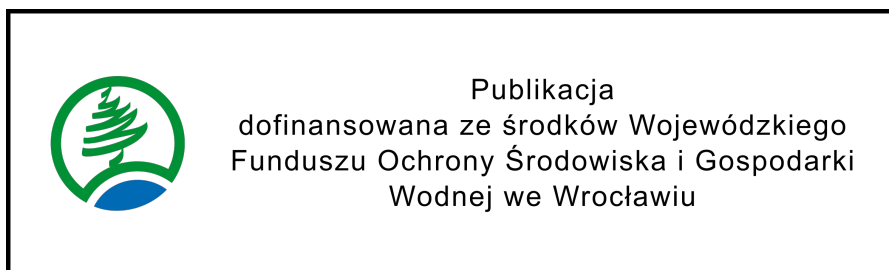 Publikacja
dofinansowana ze środków Wojewódzkiego
Funduszu Ochrony Środowiska i Gospodarki
Wodnej we Wrocławiu